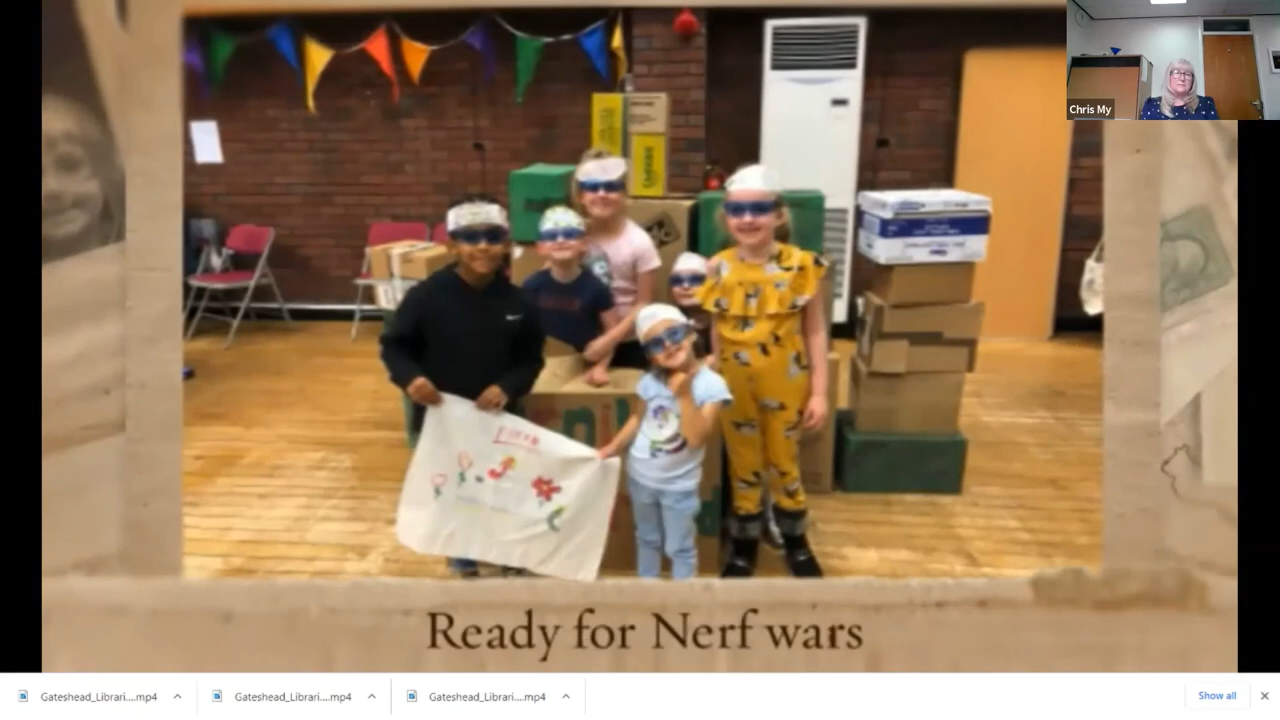 Chris My
Ready for Nerf wars
Gateshead_Librari....mp4
Gateshead_Librari....mp4
Gateshead_Librari....mp4
Show all